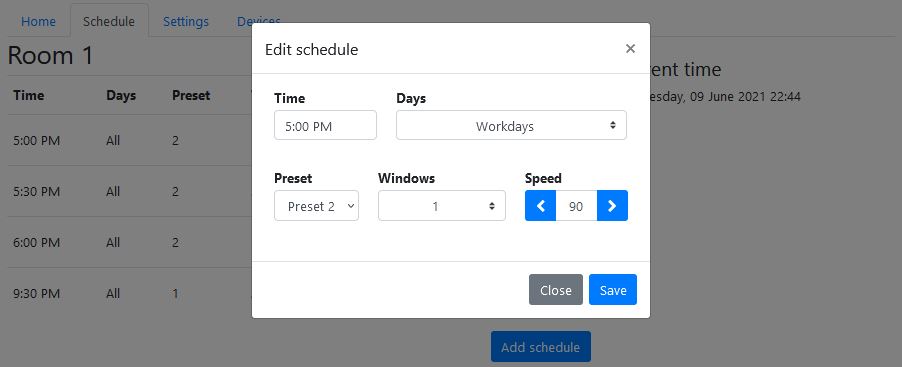 Home Schedule Settings Devices
Room 1
Time Days Preset
5:00 PM All 2
5:30 PM All 2
6:00 PM All 2
9:30 PM All 1
Edit schedule ×
Time Days
5:00 PM Workdays
Preset Windows Speed
Preset 2 1 90
Close Save
rent time
esday, 09 June 2021 22:44
Add schedule